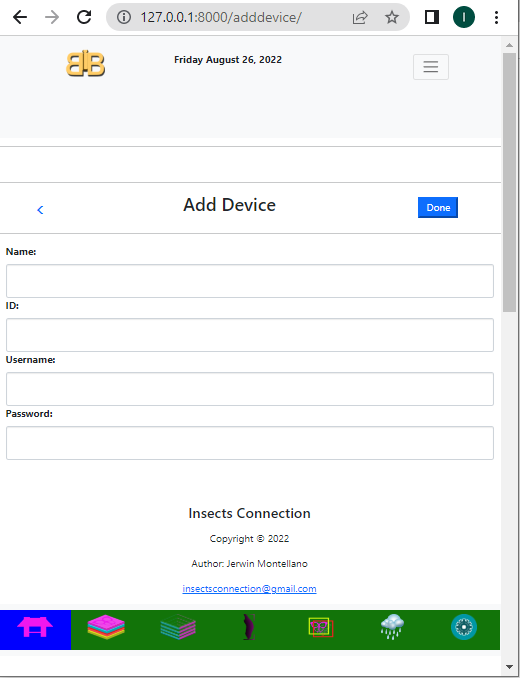 127.0.0.1:8000/adddevice/
I
Friday August 26, 2022
<
Add Device
Done
Name:
ID:
Username:
Password:
Insects Connection
Copyright © 2022
Author: Jerwin Montellano
insectsconnection@gmail.com